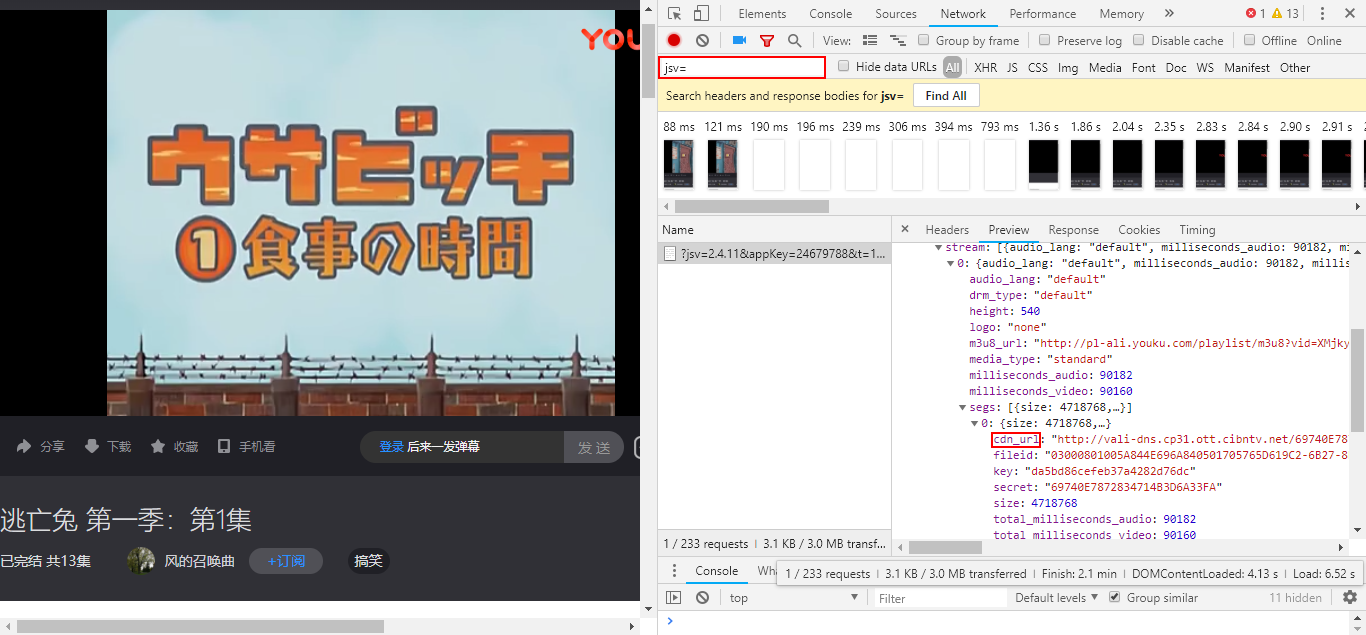 YOU
ウサビッチ
1食事の時間
分享
下载
收藏
手机看
登录 后来一发弹幕
发 送
逃亡兔 第一季：第1集
已完结 共13集
风的召唤曲
+订阅
搞笑
Elements
Console
Sources
Network
Performance
Memory
»
1
13
View:
Group by frame
Preserve log
Disable cache
Offline
Online
jsv=
Hide data URLs
All
XHR
JS
CSS
Img
Media
Font
Doc
WS
Manifest
Other
Search headers and response bodies for jsv=
Find All
88 ms
121 ms
190 ms
196 ms
239 ms
306 ms
394 ms
793 ms
1.36 s
1.86 s
2.04 s
2.35 s
2.83 s
2.84 s
2.90 s
2.91 s
Name
Headers
Preview
Response
Cookies
Timing
?jsv=2.4.11&appKey=24679788&t=1...
stream: [{audio_lang: "default", milliseconds_audio: 90182, m
0: {audio_lang: "default", milliseconds_audio: 90182, millis
audio_lang: "default"
drm_type: "default"
height: 540
logo: "none"
m3u8_url: "http://pl-ali.youku.com/playlist/m3u8?vid=XMjky
media_type: "standard"
milliseconds_audio: 90182
milliseconds_video: 90160
segs: [{size: 4718768,…}]
0: {size: 4718768,…}
cdn_url: "http://vali-dns.cp31.ott.cibntv.net/69740E78
fileid: "03000801005A844E696A840501705765D619C2-6B27-8
key: "da5bd86cefeb37a4282d76dc"
secret: "69740E7872834714B3D6A33FA"
size: 4718768
total_milliseconds_audio: 90182
total_milliseconds_video: 90160
1 / 233 requests
3.1 KB / 3.0 MB transf...
Console
Wh
1 / 233 requests
3.1 KB / 3.0 MB transferred
Finish: 2.1 min
DOMContentLoaded: 4.13 s
Load: 6.52 s
top
Filter
Default levels
Group similar
11 hidden